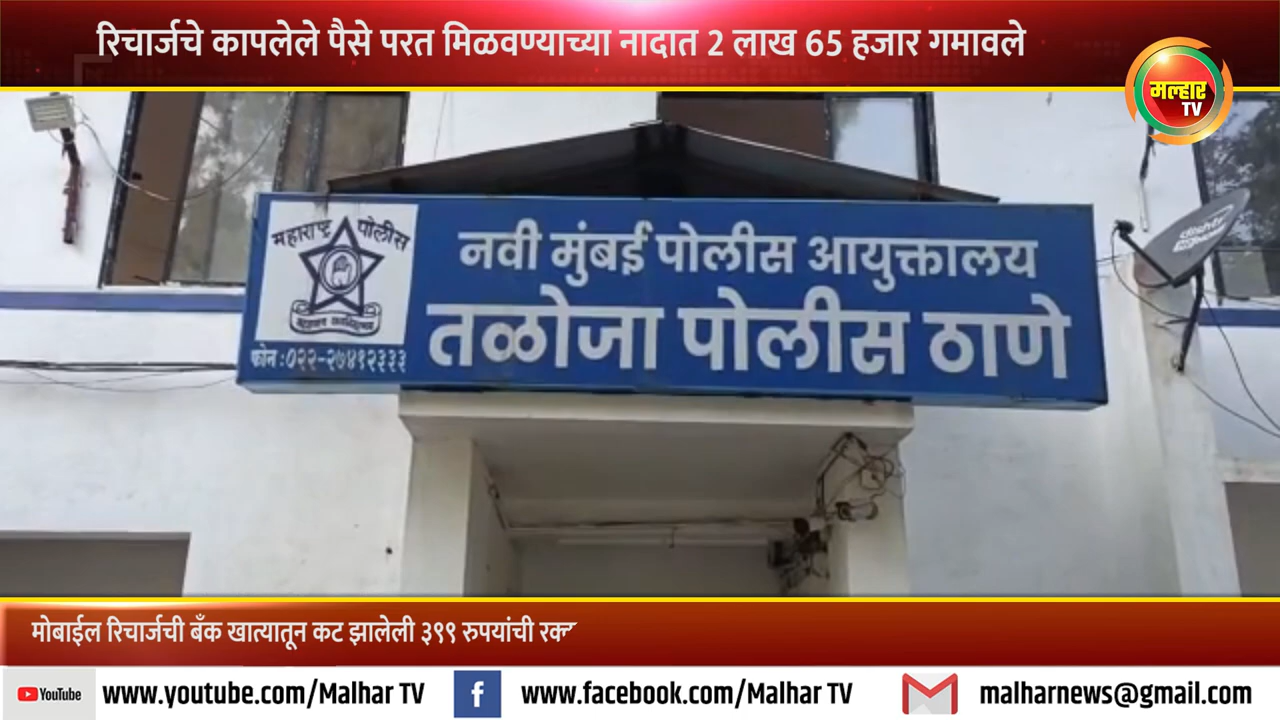 रिचार्जचे कापलेले पैसे परत मिळवण्याच्या नादात 2 लाख 65 हजार गमावले
मल्हार
TV
महाराष्ट्र पोलीस
नवी मुंबई पोलीस आयुक्तालय
तळोजा पोलीस ठाणे
फोन :०२२-२७४१२३३३
dishtv
मोबाईल रिचार्जची बँक खात्यातून कट झालेली ३९९ रुपयांची
YouTube
www.youtube.com/Malhar TV
f
www.facebook.com/Malhar TV
malharnews@gmail.com